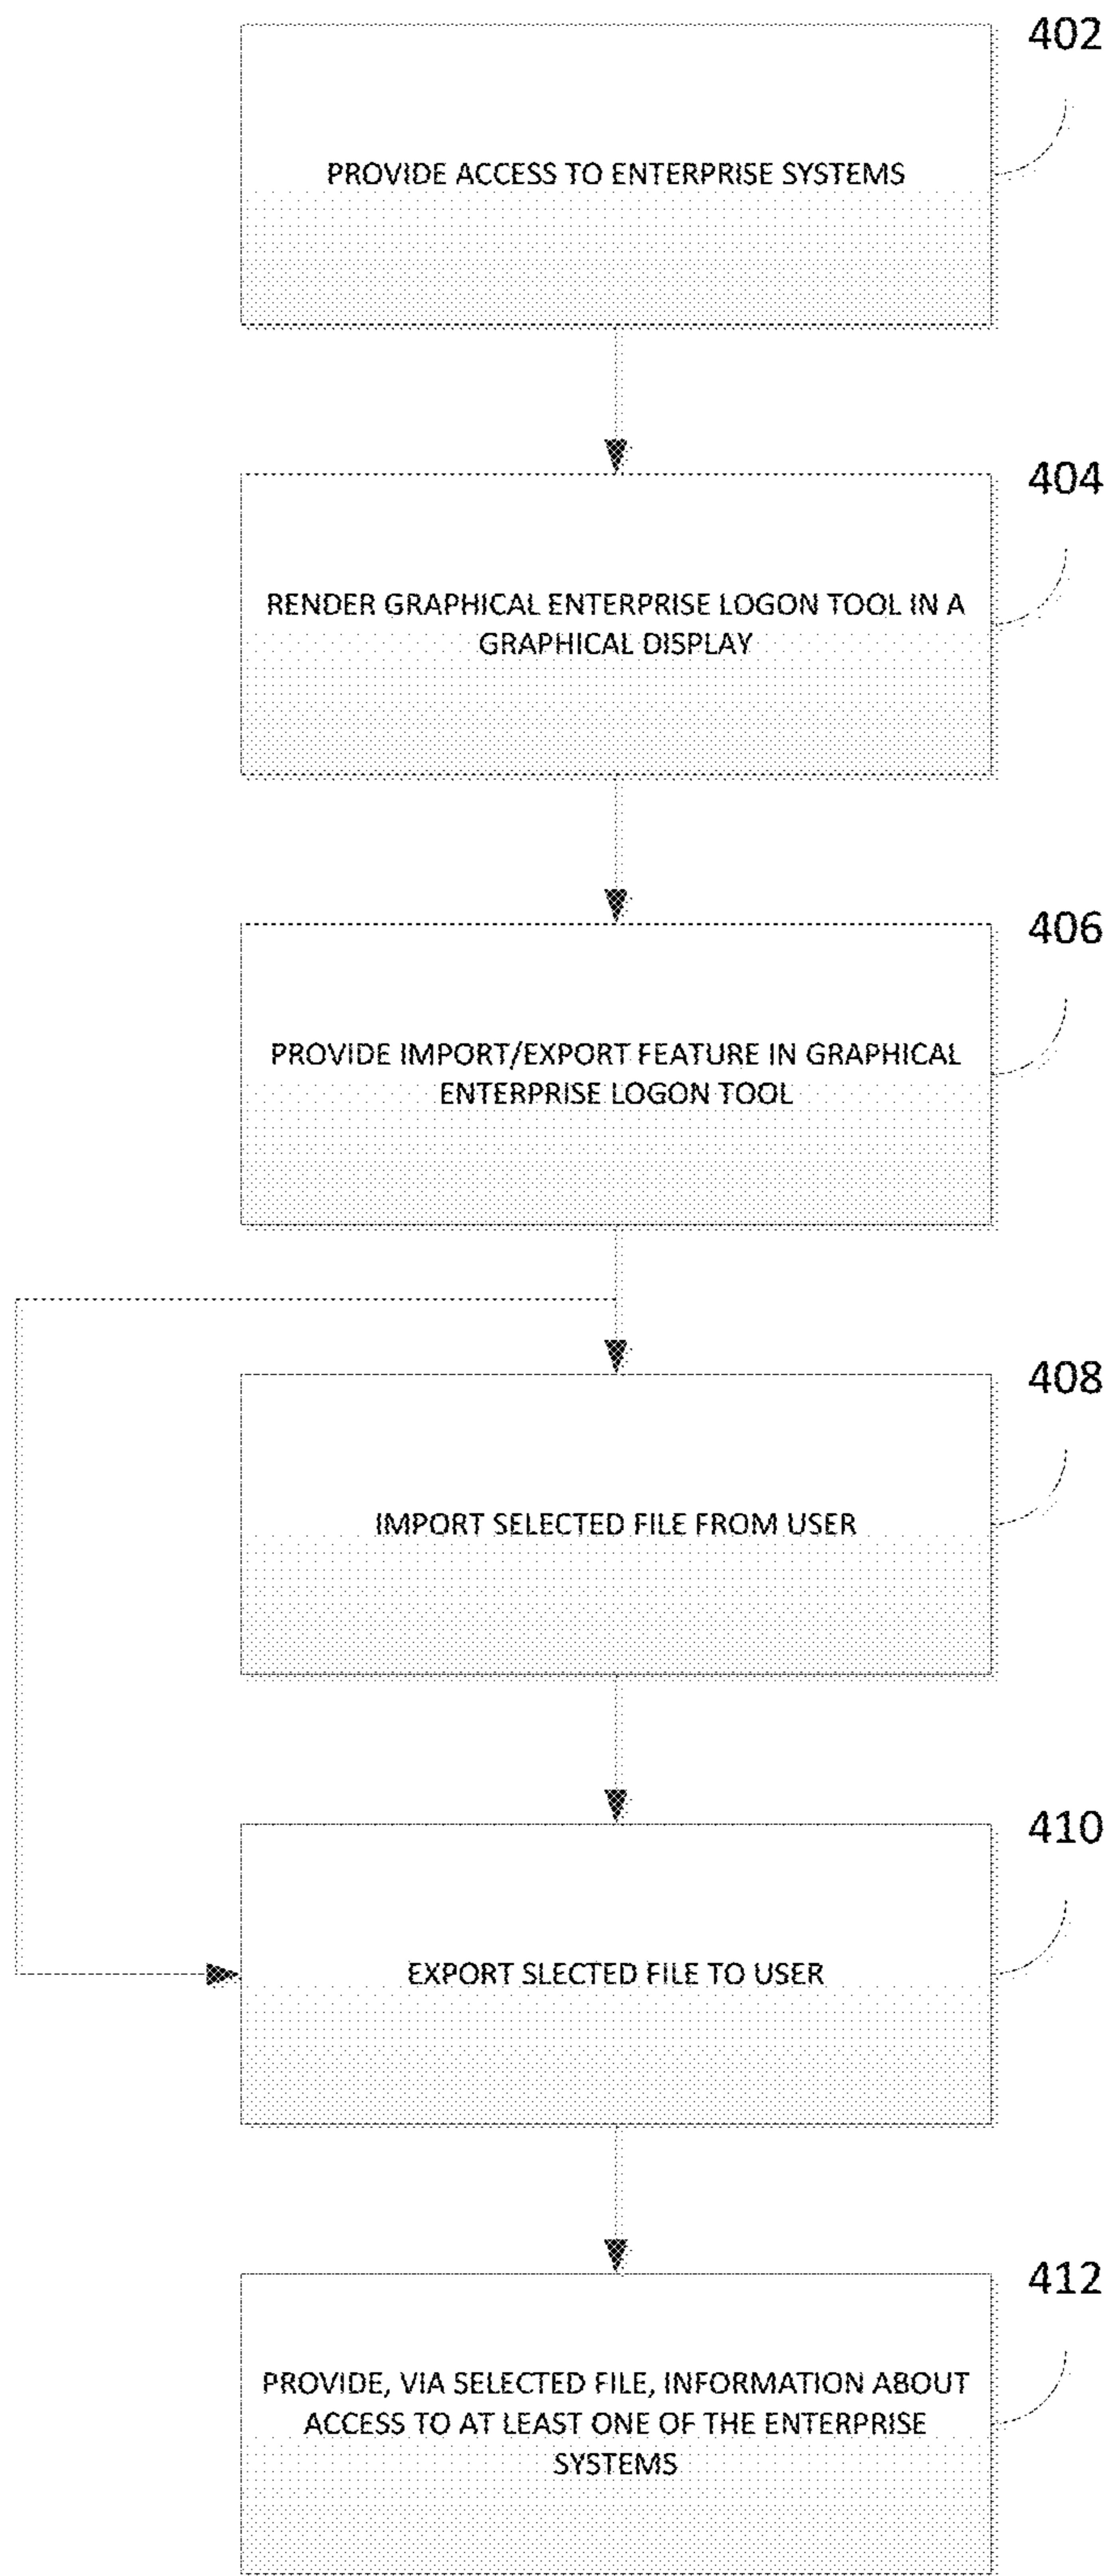 402
PROVIDE ACCESS TO ENTERPRISE SYSTEMS
404
RENDER GRAPHICAL ENTERPRISE LOGON TOOL IN A
GRAPHICAL DISPLAY
406
PROVIDE IMPORT/EXPORT FEATURE IN GRAPHICAL
ENTERPRISE LOGON TOOL
408
IMPORT SELECTED FILE FROM USER
410
EXPORT SLECTED FILE TO USER
412
PROVIDE, VIA SELECTED FILE, INFORMATION ABOUT
ACCESS TO AT LEAST ONE OF THE ENTERPRISE
SYSTEMS